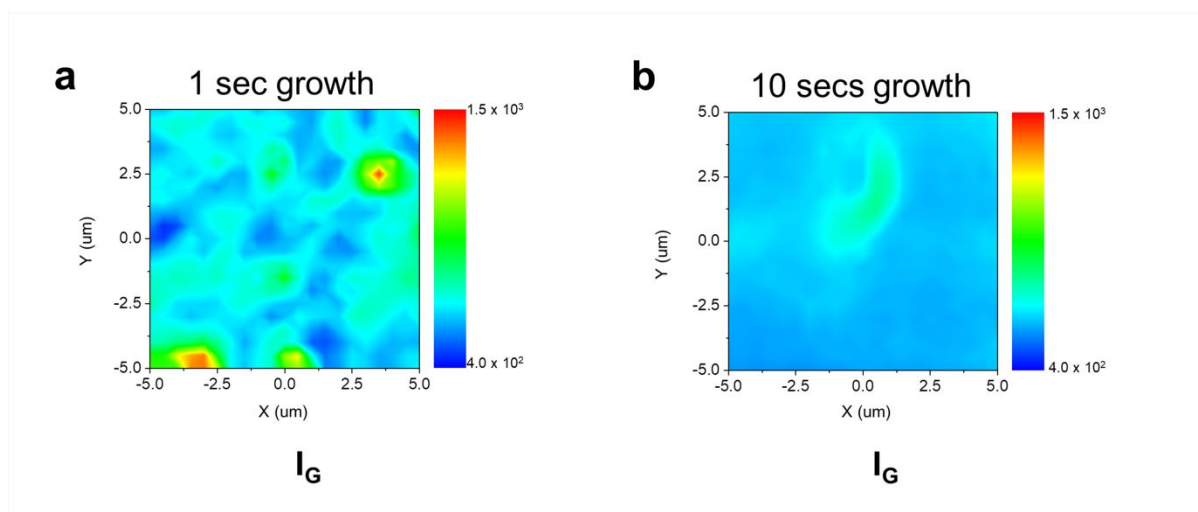 a
1 sec growth
5.0
2.5
0.0
-2.5
-5.0
Y (um)
-5.0 -2.5 0.0 2.5 5.0
X (um)
1.5 x 10³
4.0 x 10²
I_G
b
10 secs growth
5.0
2.5
0.0
-2.5
-5.0
Y (um)
-5.0 -2.5 0.0 2.5 5.0
X (um)
1.5 x 10³
4.0 x 10²
I_G